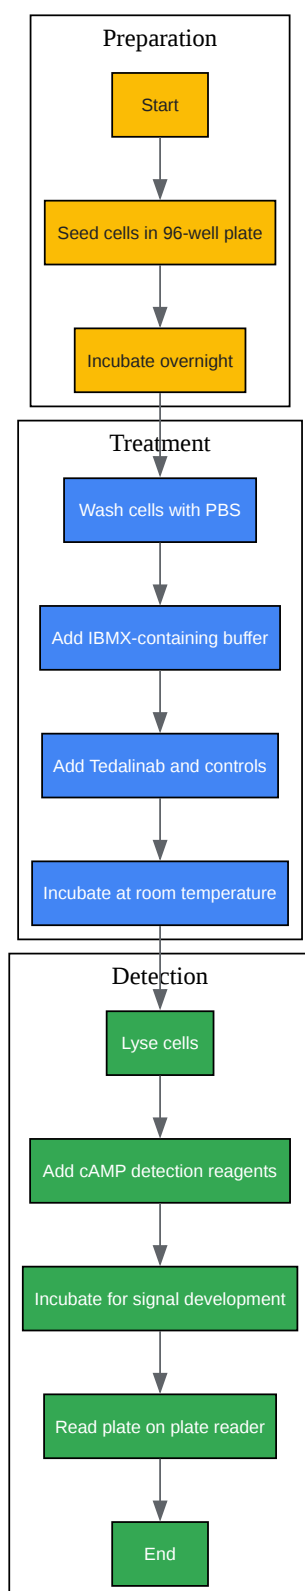 Preparation
Start
Seed cells in 96-well plate
Incubate overnight
Treatment
Wash cells with PBS
Add IBMX-containing buffer
Add Tedalinab and controls
Incubate at room temperature
Detection
Lyse cells
Add cAMP detection reagents
Incubate for signal development
Read plate on plate reader
End